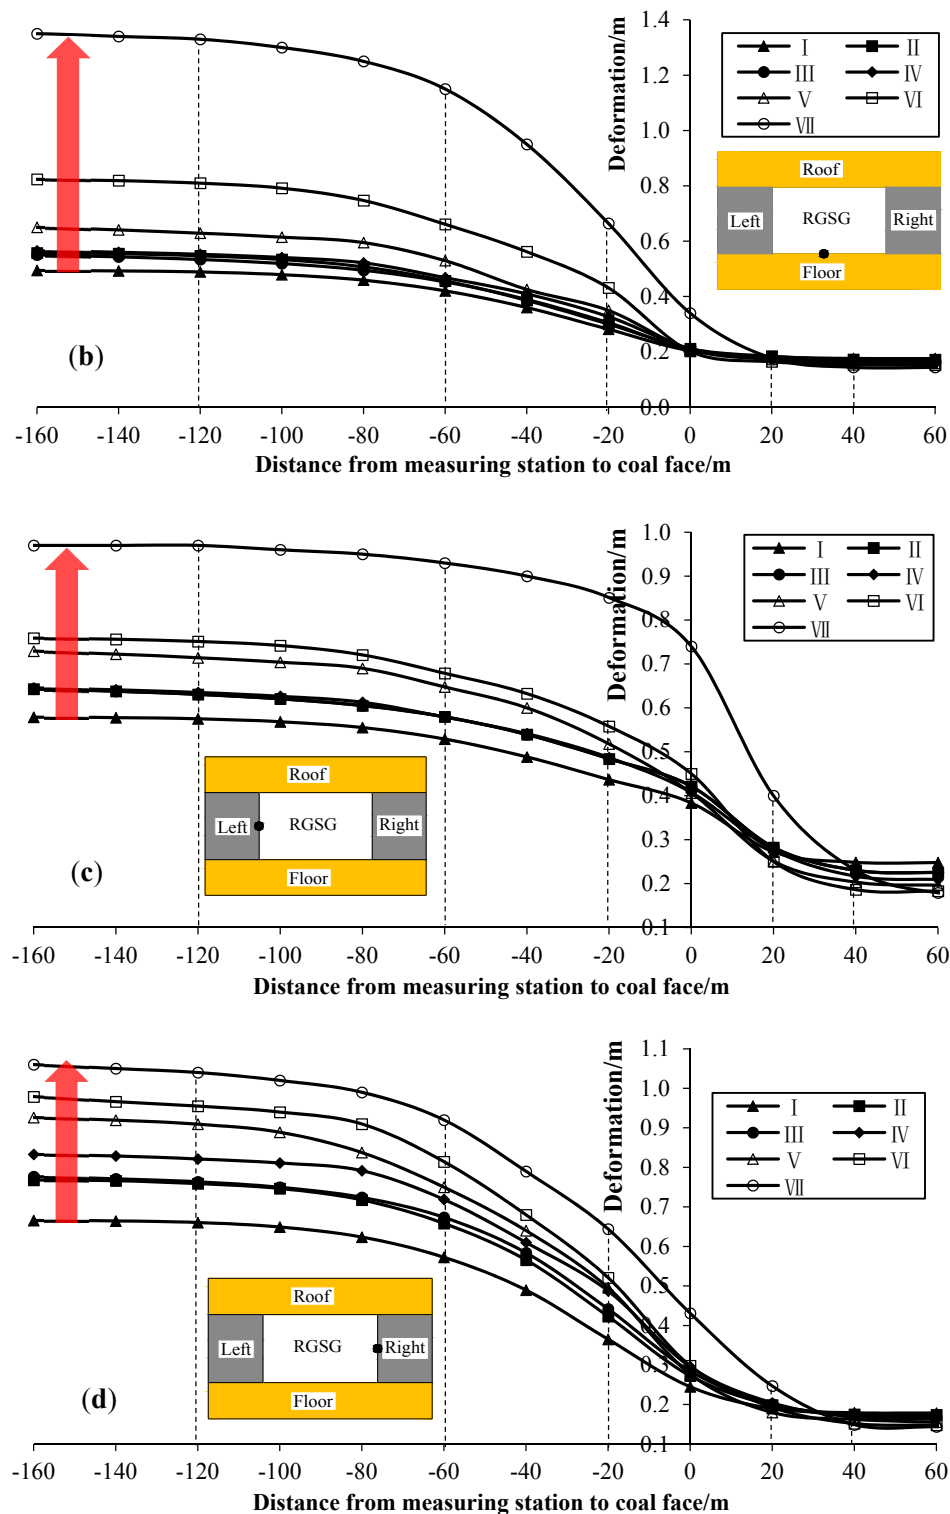 1.4
1.2
1.0
0.8
0.6
0.4
0.2
0.0
Deformation/m
I II
III IV
V VI
VII
Roof
Left RGSG Right
Floor
(b)
-160 -140 -120 -100 -80 -60 -40 -20 0 20 40 60
Distance from measuring station to coal face/m
1.0
0.9
0.8
0.7
0.6
0.5
0.4
0.3
0.2
0.1
Deformation/m
I II
III IV
V VI
VII
Roof
Left RGSG Right
Floor
(c)
-160 -140 -120 -100 -80 -60 -40 -20 0 20 40 60
Distance from measuring station to coal face/m
1.1
1.0
0.9
0.8
0.7
0.6
0.5
0.4
0.3
0.2
0.1
Deformation/m
I II
III IV
V VI
VII
Roof
Left RGSG Right
Floor
(d)
-160 -140 -120 -100 -80 -60 -40 -20 0 20 40 60
Distance from measuring station to coal face/m